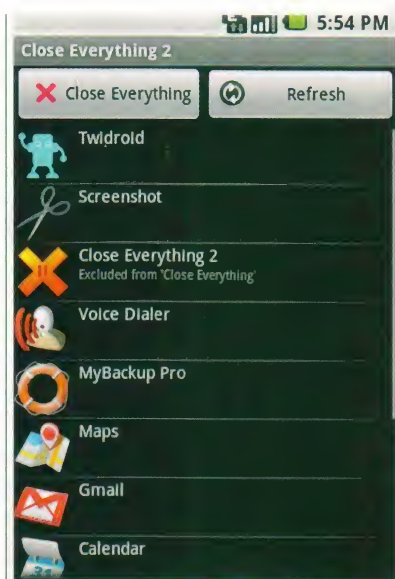 5:54 PM
Close Everything 2
Close Everything
Refresh
Twidroid
Screenshot
Close Everything 2
Excluded from 'Close Everything'
Voice Dialer
MyBackup Pro
Maps
Gmail
Calendar
31